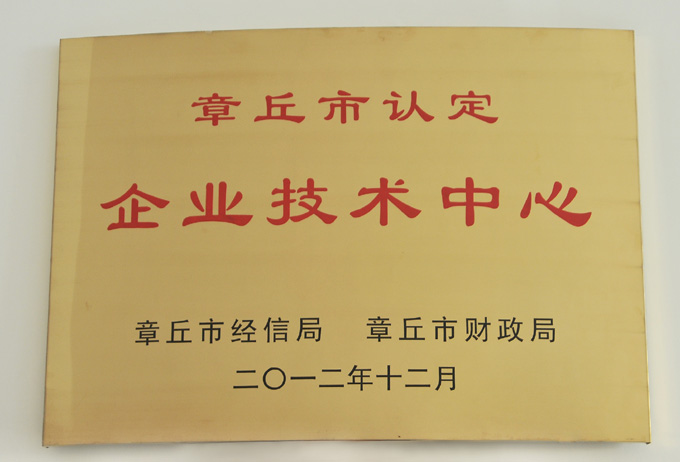 章丘市认定
企业技术中心
章丘市经信局 章丘市财政局
二〇一二年十二月